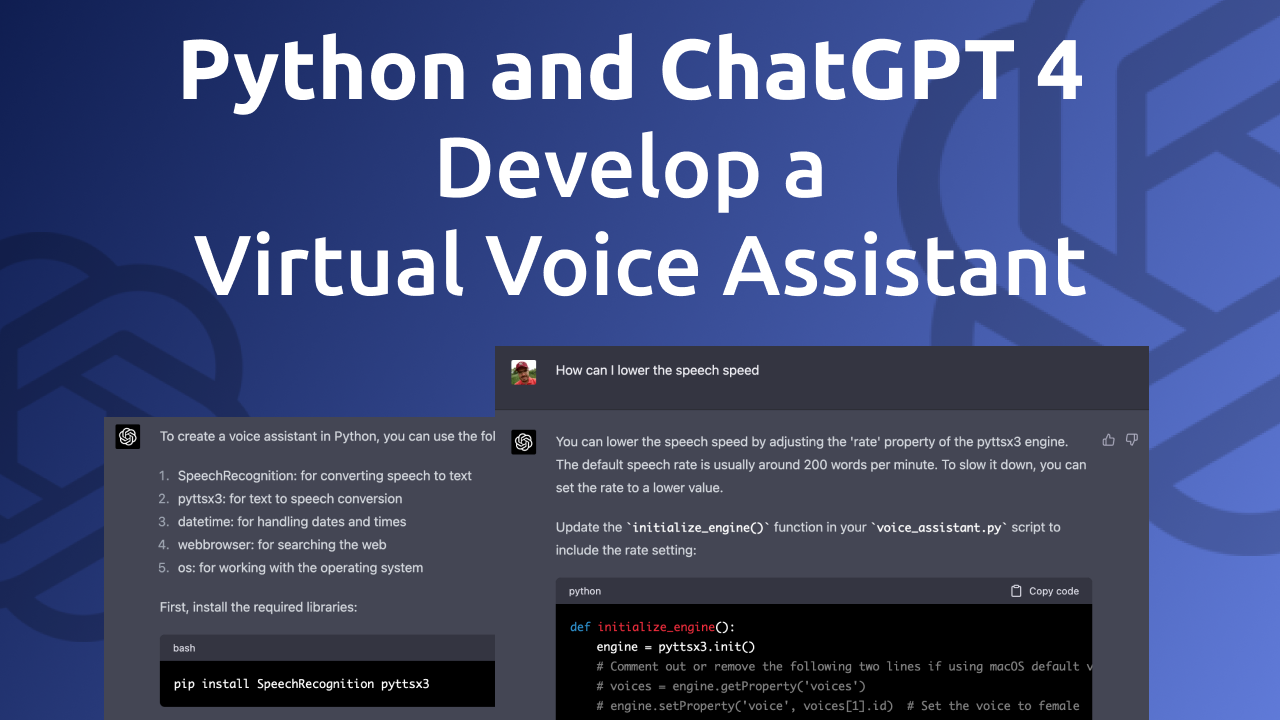 Python and ChatGPT 4
Develop a
Virtual Voice Assistant
To create a voice assistant in Python, you can use the fol
1. SpeechRecognition: for converting speech to text
2. pyttsx3: for text to speech conversion
3. datetime: for handling dates and times
4. webbrowser: for searching the web
5. os: for working with the operating system
First, install the required libraries:
bash
pip install SpeechRecognition pyttsx3
How can I lower the speech speed
You can lower the speech speed by adjusting the 'rate' property of the pyttsx3 engine.
The default speech rate is usually around 200 words per minute. To slow it down, you can
set the rate to a lower value.
Update the `initialize_engine()` function in your `voice_assistant.py` script to
include the rate setting:
python
Copy code
def initialize_engine():
    engine = pyttsx3.init()
    # Comment out or remove the following two lines if using macOS default v
    # voices = engine.getProperty('voices')
    # engine.setProperty('voice', voices[1].id)  # Set the voice to female